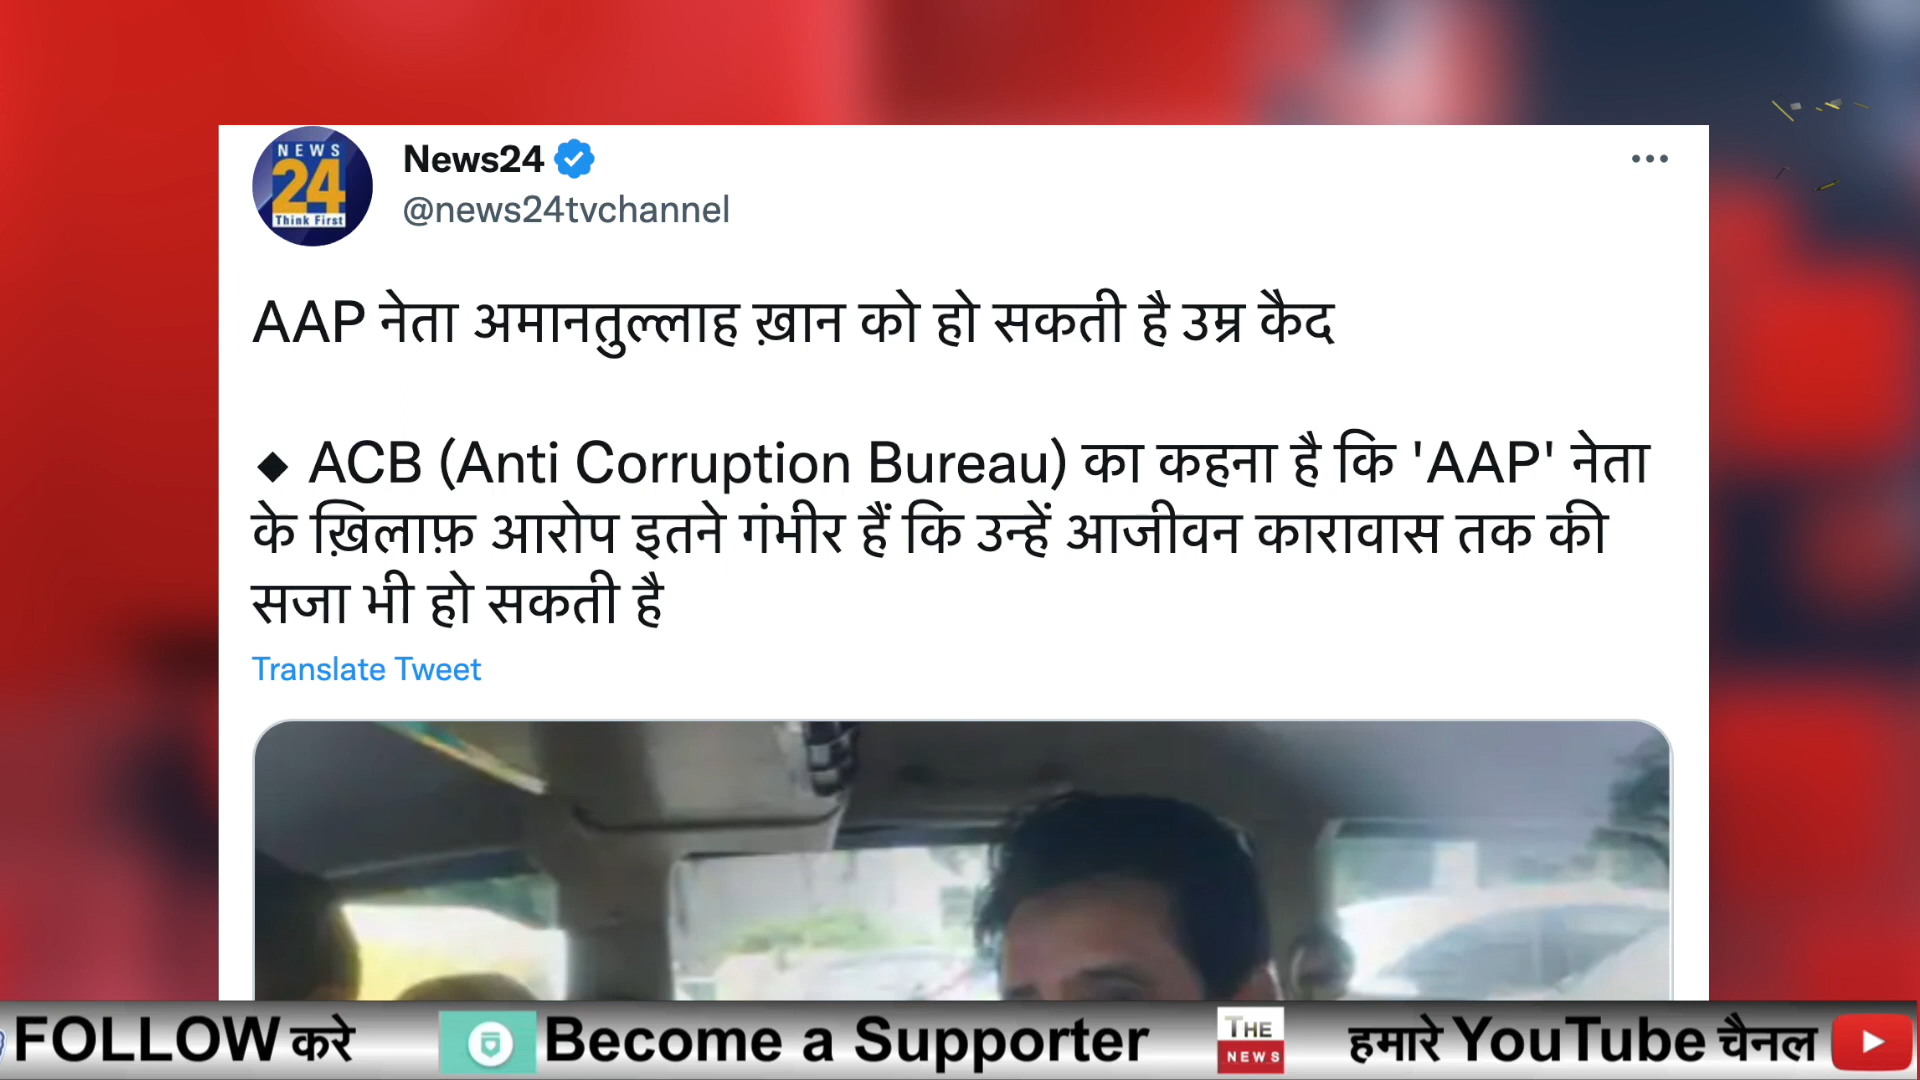 NEWS
24
Think First
News24
@news24tvchannel
AAP नेता अमानतुल्लाह ख़ान को हो सकती है उम्र कैद
◆ ACB (Anti Corruption Bureau) का कहना है कि 'AAP' नेता
के ख़िलाफ़ आरोप इतने गंभीर हैं कि उन्हें आजीवन कारावास तक की
सजा भी हो सकती है
Translate Tweet
FOLLOW करे Become a Supporter THE NEWS हमारे YouTube चैनल